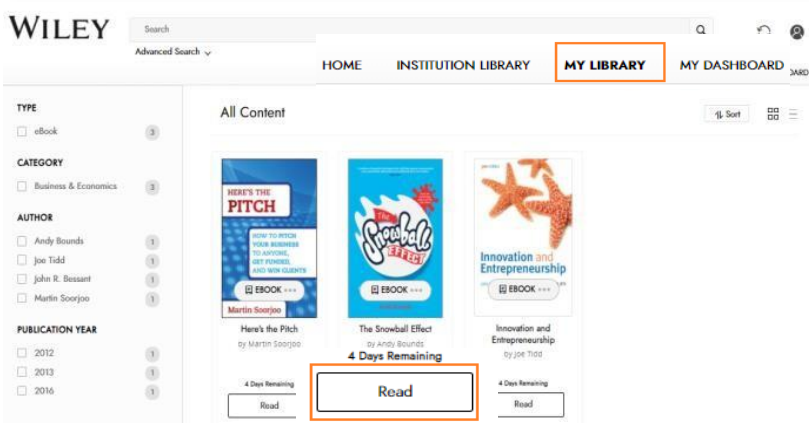 WILEY
Search
Advanced Search
HOME INSTITUTION LIBRARY MY LIBRARY MY DASHBOARD
OARD
TYPE
eBook 3
CATEGORY
Business & Economics 3
AUTHOR
Andy Bounds 1
Joe Tidd 1
John R. Bessant 1
Martin Soorjoo 1
PUBLICATION YEAR
2012 1
2013 1
2016 1
All Content
Sort
HERE'S THE
PITCH
HOW TO PITCH
YOUR BUSINESS
TO ANYONE,
GET FUNDED,
AND WIN CLIENTS
EBOOK
Martin Soorjoo
Here's the Pitch
by Martin Soorjoo
4 Days Remaining
Read
The
Snowball
EFFECT
EBOOK
The Snowball Effect
by Andy Bounds
4 Days Remaining
Read
Innovation and
Entrepreneurship
EBOOK
Innovation and
Entrepreneurship
by Joe Tidd
4 Days Remaining
Read